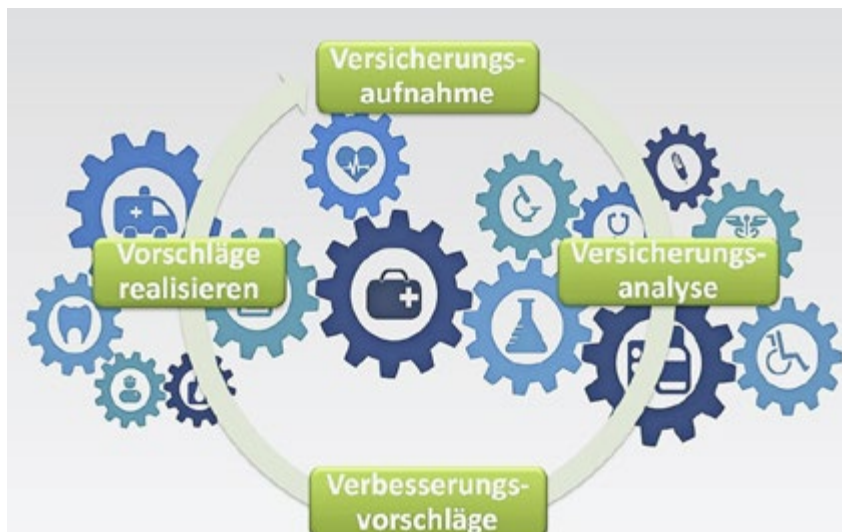 Versicherungs-
aufnahme
Vorschläge
realisieren
Versicherungs-
analyse
Verbesserungs-
vorschläge